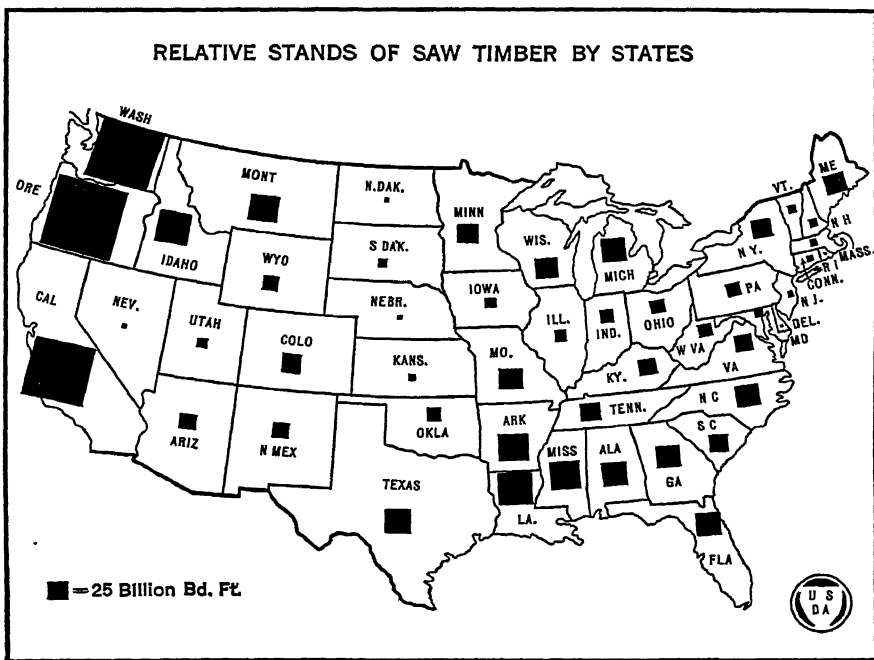 RELATIVE STANDS OF SAW TIMBER BY STATES
WASH
ORE
MONT
IDAHO
WYO
N.DAK.
S DAK.
NEBR.
KANS.
MINN
IOWA
WIS.
MICH
ILL.
IND.
OHIO
MO.
KY.
W VA
VA
PA
N Y.
VT.
ME
N H
MASS.
R I
CONN.
N J.
DEL.
MD
CAL
NEV.
UTAH
COLO
ARIZ
N MEX
OKLA
TEXAS
ARK
LA.
MISS
ALA
TENN.
N C
S C
GA
FLA
=25 Billion Bd. Ft.
U S
DA